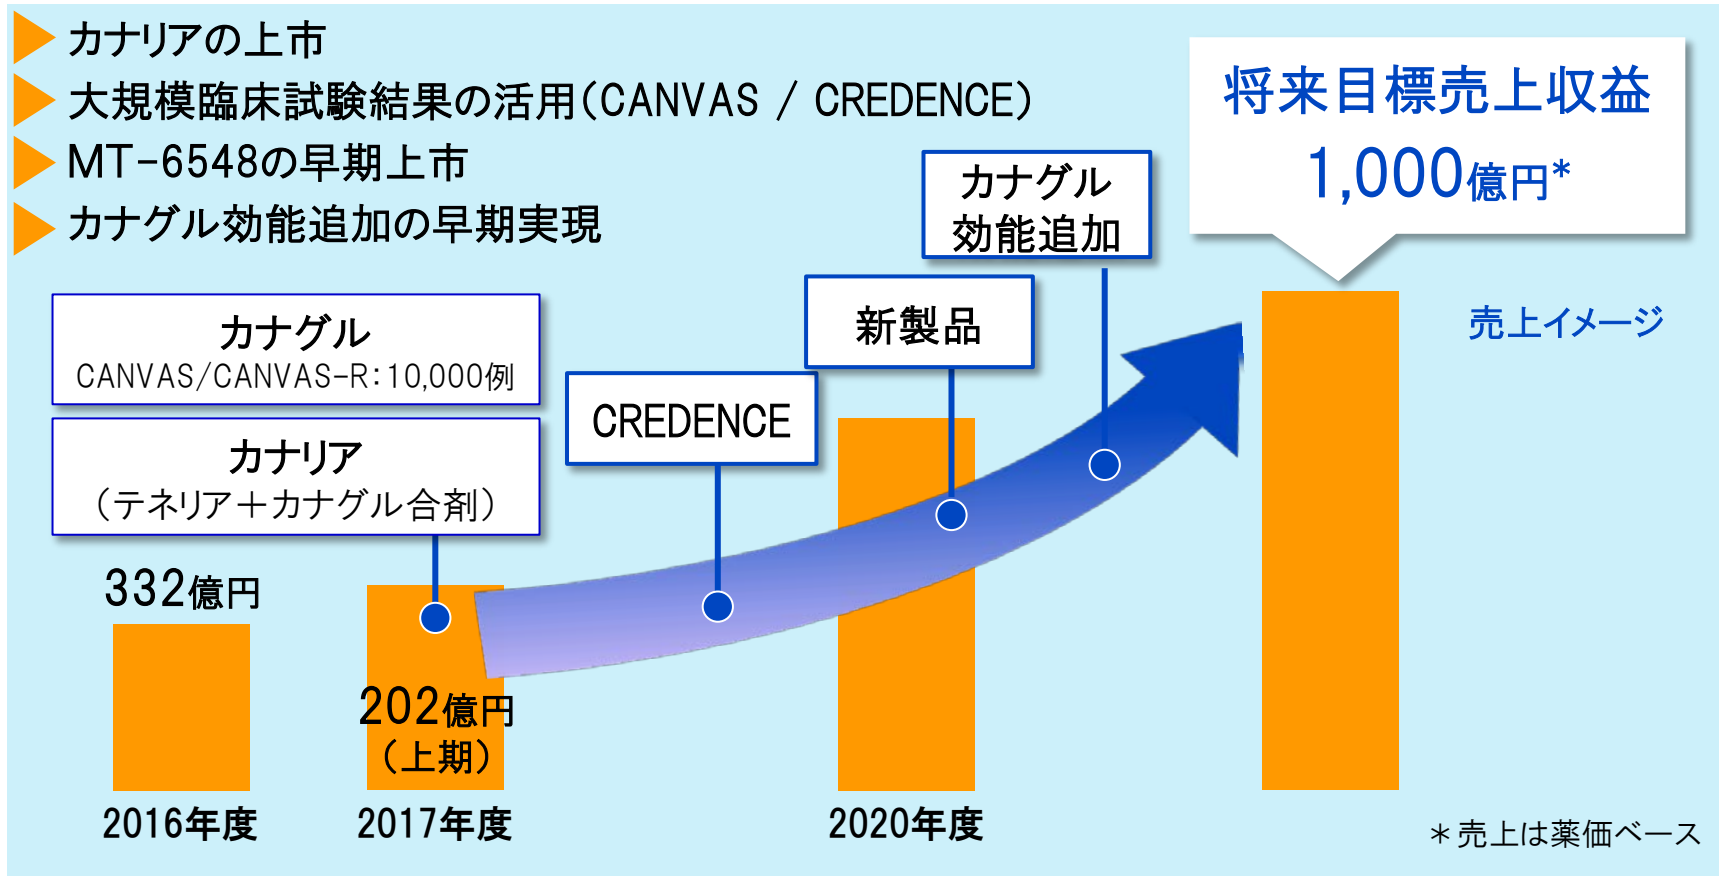 カナリアの上市
大規模臨床試験結果の活用(CANVAS / CREDENCE)
MT-6548の早期上市
カナグル効能追加の早期実現
将来目標売上収益
1,000億円*
カナグル
効能追加
売上イメージ
新製品
カナグル
CANVAS/CANVAS-R:10,000例
CREDENCE
カナリア
(テネリア+カナグル合剤)
332億円
202億円
(上期)
2016年度
2017年度
2020年度
*売上は薬価ベース